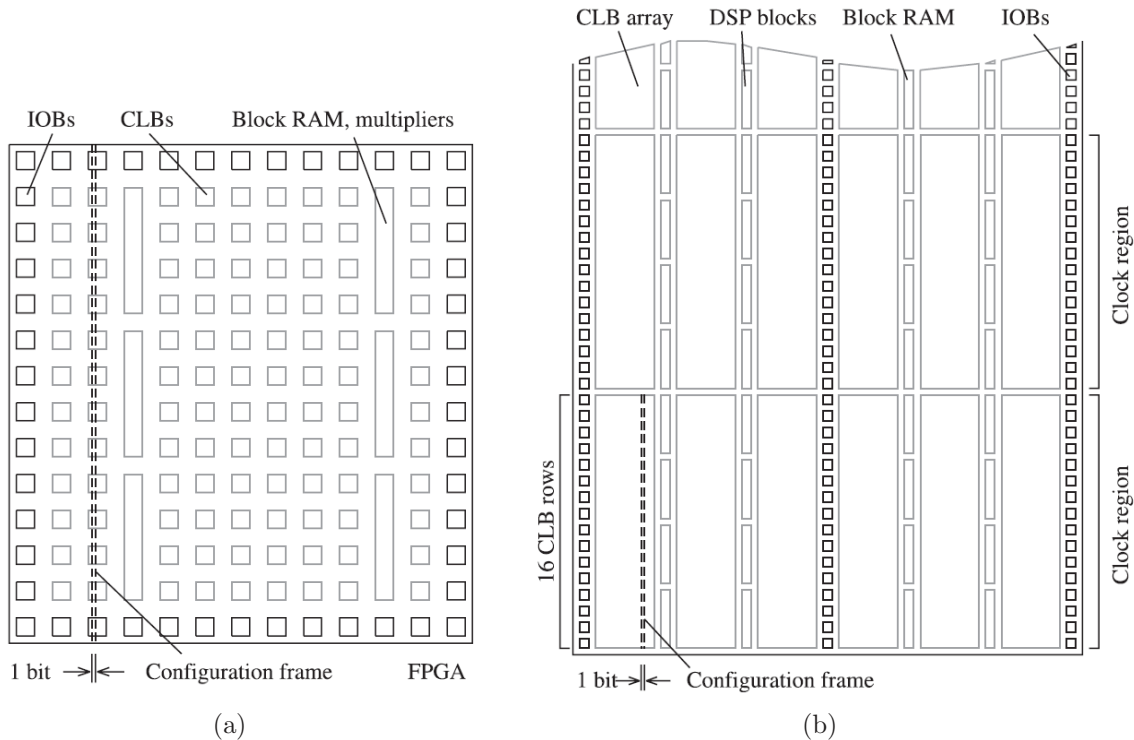 IOBs CLBs Block RAM, multipliers
1 bit Configuration frame FPGA
(a)
CLB array DSP blocks Block RAM IOBs
Clock region
16 CLB rows
Clock region
1 bit Configuration frame
(b)